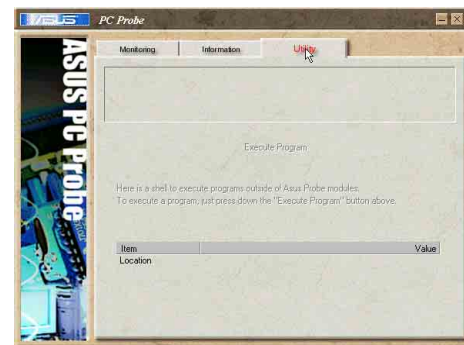 ASUS
PC Probe
Monitoring
Information
Utility
ASUS PC Probe
Execute Program
Here is a shell to execute programs outside of Asus Probe modules.
To execute a program, just press down the "Execute Program" button above.
Item Value
Location